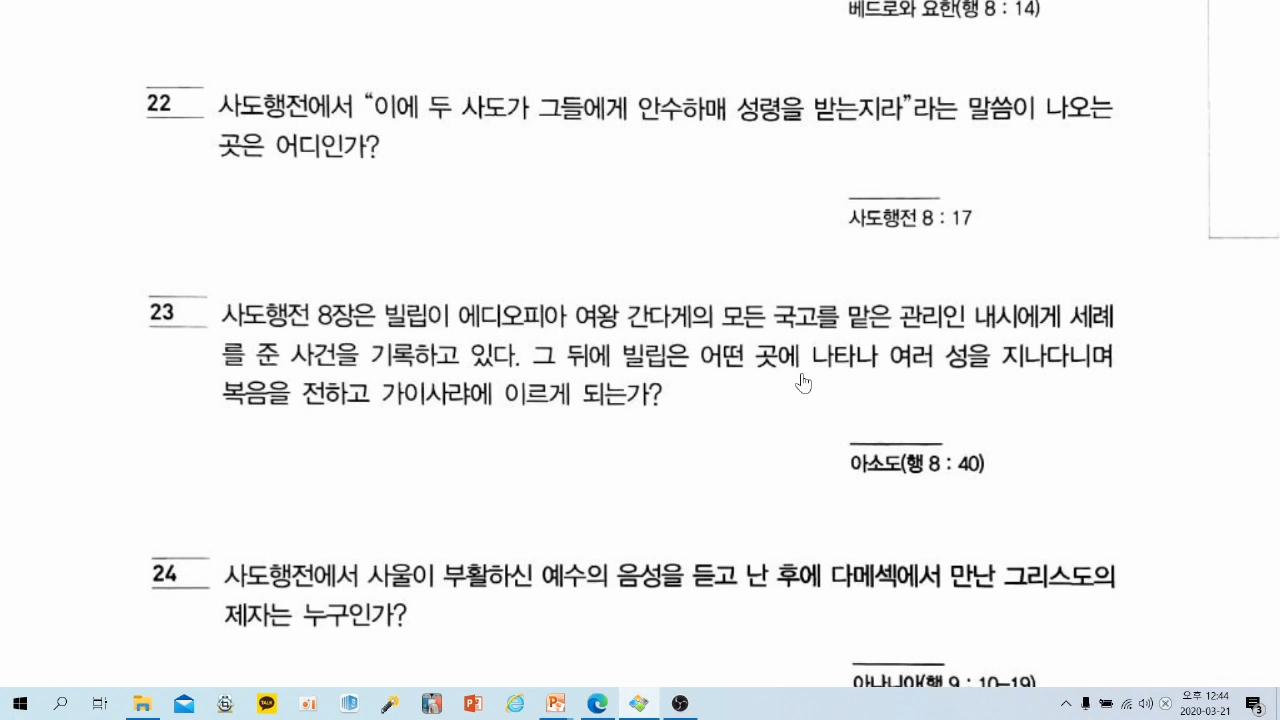 베드로와 요한(행 8 : 14)
22 사도행전에서 “이에 두 사도가 그들에게 안수하매 성령을 받는지라”라는 말씀이 나오는
곳은 어디인가?
사도행전 8 : 17
23 사도행전 8장은 빌립이 에디오피아 여왕 간다게의 모든 국고를 맡은 관리인 내시에게 세례
를 준 사건을 기록하고 있다. 그 뒤에 빌립은 어떤 곳에 나타나 여러 성을 지나다니며
복음을 전하고 가이사랴에 이르게 되는가?
아소도(행 8 : 40)
24 사도행전에서 사울이 부활하신 예수의 음성을 듣고 난 후에 다메섹에서 만난 그리스도의
제자는 누구인가?
아나니아(행 9 : 10–19)
TALK
오후 12:44
2020-03-21
3